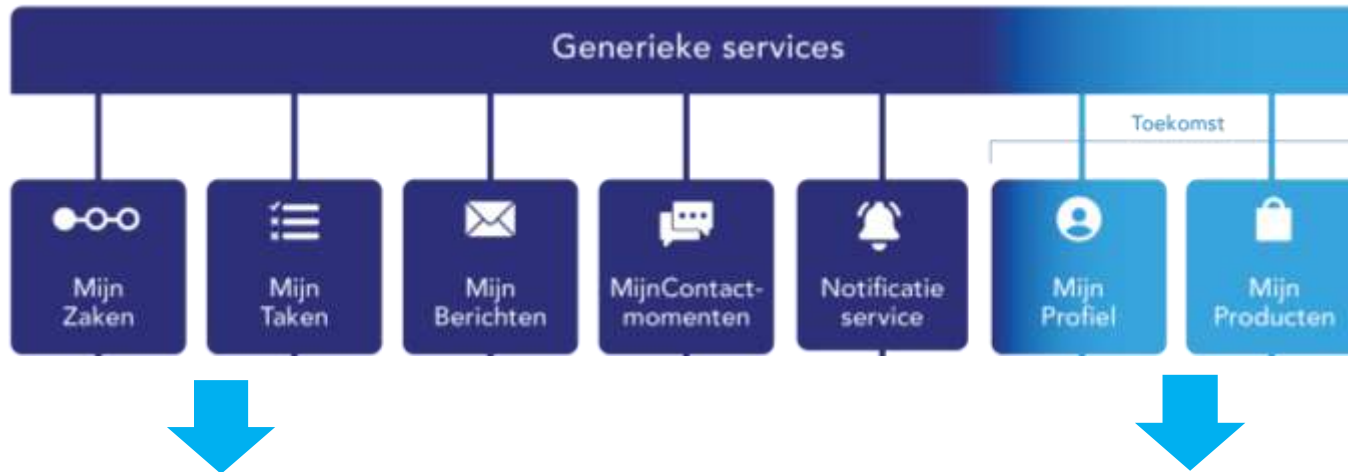 Generieke services
Toekomst
Mijn
Zaken
Mijn
Taken
Mijn
Berichten
MijnContact-
momenten
Notificatie
service
Mijn
Profiel
Mijn
Producten